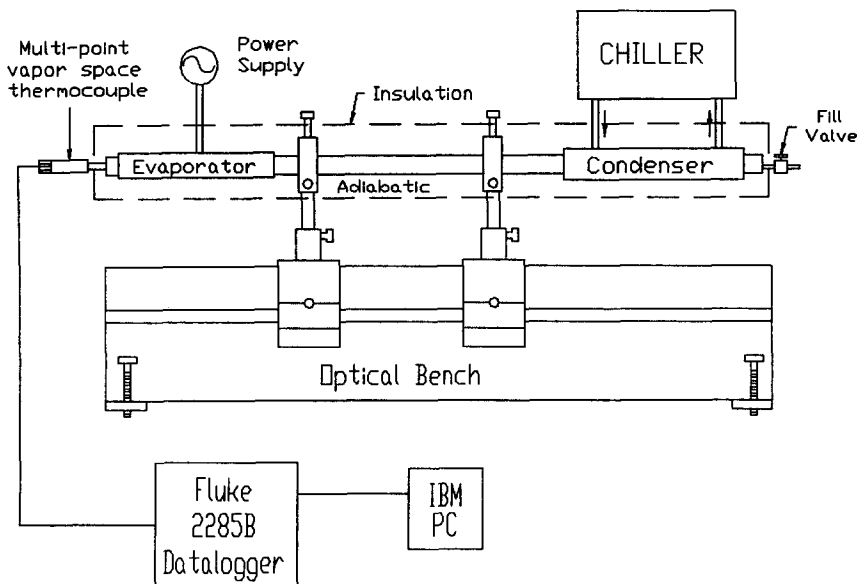 Multi-point
vapor space
thermocouple
Power
Supply
Insulation
CHILLER
Fill
Valve
Evaporator
Adiabatic
Condenser
Optical Bench
Fluke
2285B
Datalogger
IBM
PC